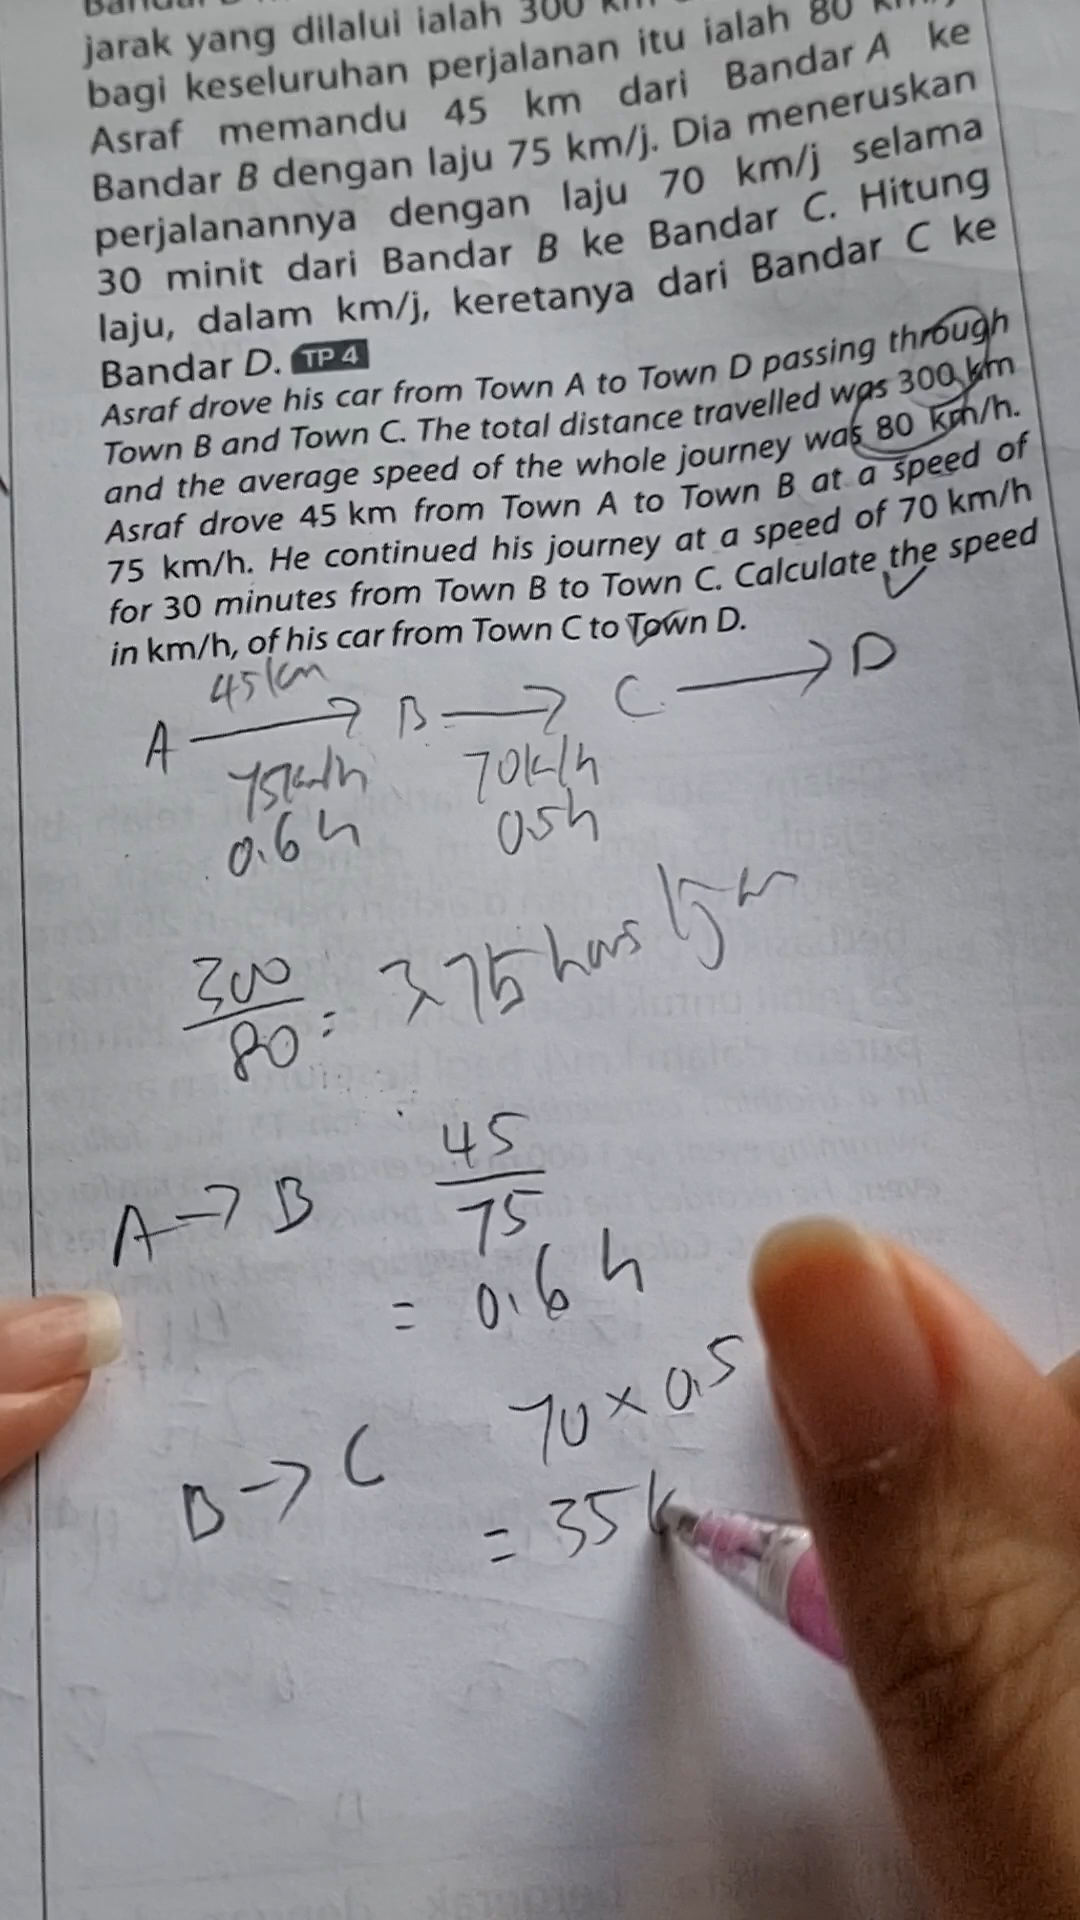 jarak yang dilalui ialah 300 km
bagi keseluruhan perjalanan itu ialah 80
Asraf memandu 45 km dari Bandar A ke
Bandar B dengan laju 75 km/j. Dia meneruskan
perjalanannya dengan laju 70 km/j selama
30 minit dari Bandar B ke Bandar C. Hitung
laju, dalam km/j, keretanya dari Bandar C ke
Bandar D. TP 4
Asraf drove his car from Town A to Town D passing through
Town B and Town C. The total distance travelled was 300 km
and the average speed of the whole journey was 80 km/h.
Asraf drove 45 km from Town A to Town B at a speed of
75 km/h. He continued his journey at a speed of 70 km/h
for 30 minutes from Town B to Town C. Calculate the speed
in km/h, of his car from Town C to Town D.
45 km
A → B → C → D
75km/h 70k/h
0.6 h 0.5h
300
80 = 3.75
A → B 45
75
= 0.6 h
B → C 70 × 0.5
= 35 k